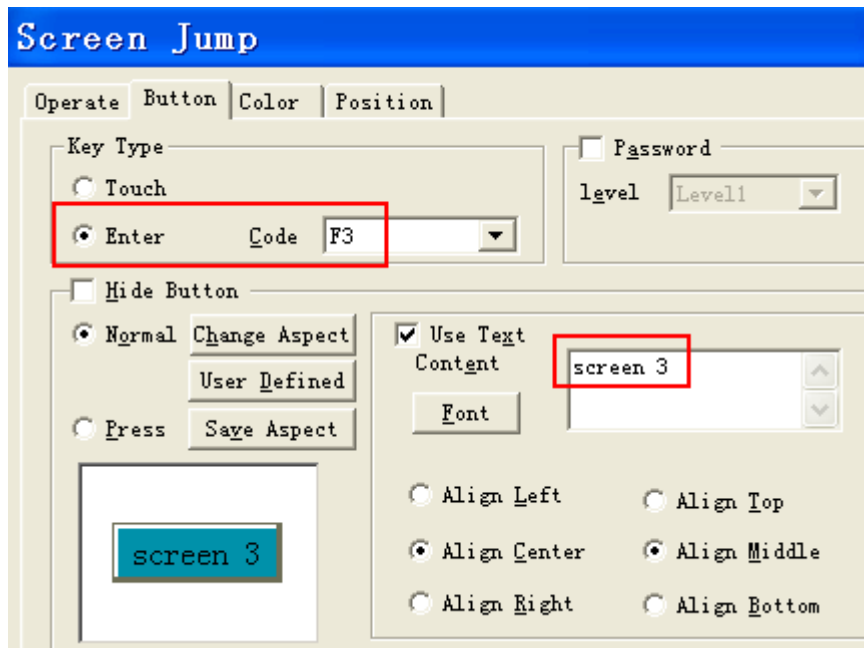 Screen Jump
Operate Button Color Position
Key Type
Touch
Enter Code F3
Password
level Level1
Hide Button
Normal Change Aspect
User Defined
Press Save Aspect
screen 3
Use Text
Content screen 3
Font
Align Left Align Top
Align Center Align Middle
Align Right Align Bottom